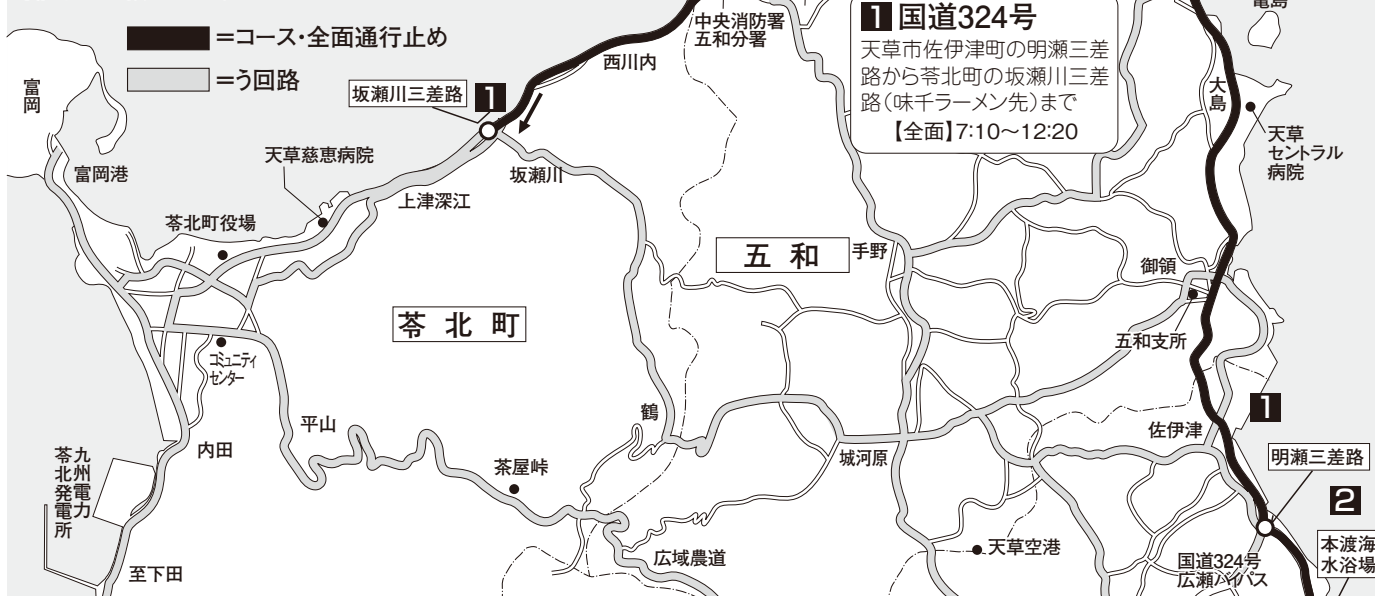 =コース・全面通行止め
=う回路
1 国道324号
天草市佐伊津町の明瀬三差
路から苓北町の坂瀬川三差
路(味千ラーメン先)まで
【全面】7:10〜12:20
中央消防署
五和分署
西川内
坂瀬川三差路
1
富岡
富岡港
天草慈恵病院
上津深江
坂瀬川
苓北町役場
苓北町
コミュニティ
センター
平山
内田
九州電力
苓北発電所
至下田
茶屋峠
鶴
広域農道
五和
手野
城河原
天草空港
大島
天草
セントラル
病院
御領
五和支所
1
佐伊津
明瀬三差路
2
国道324号
広瀬バイパス
本渡海
水浴場